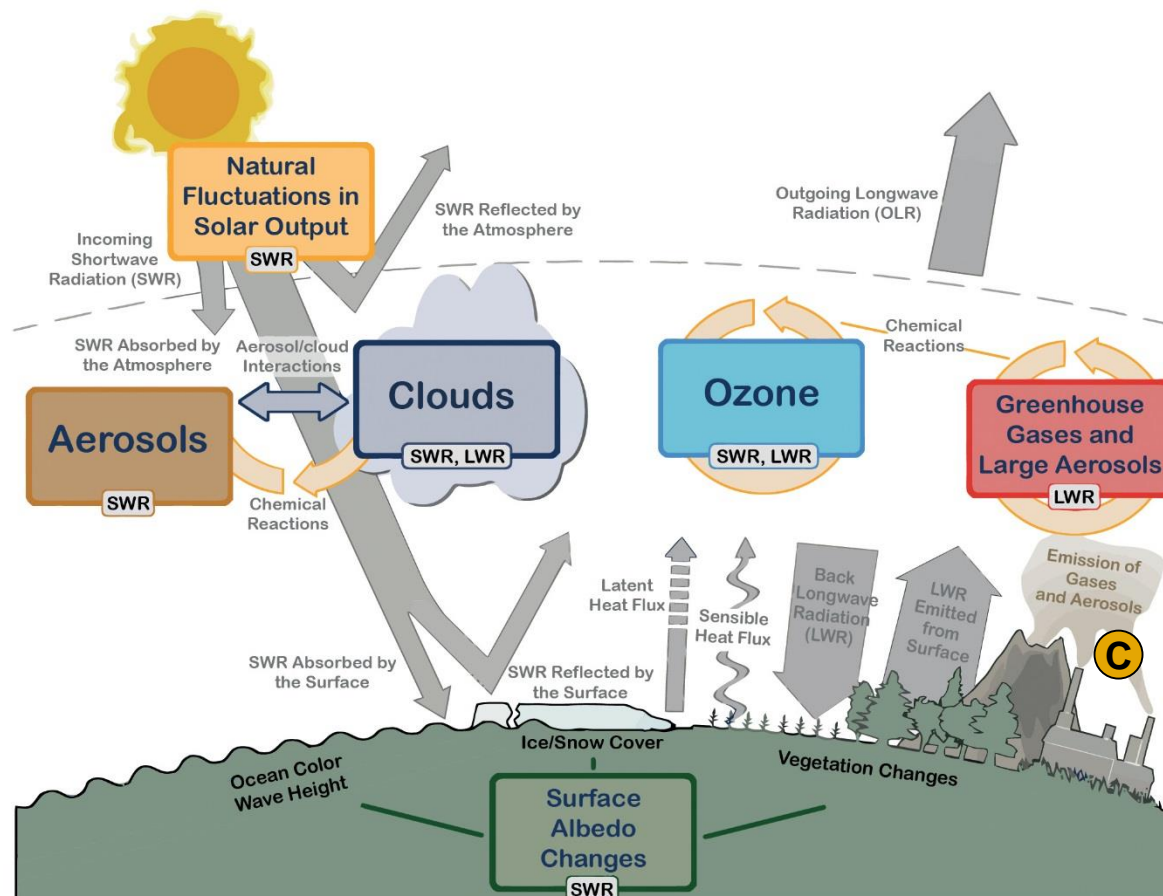 Natural
Fluctuations in
Solar Output
SWR
Incoming
Shortwave
Radiation (SWR)
SWR Reflected by
the Atmosphere
Outgoing Longwave
Radiation (OLR)
SWR Absorbed by
the Atmosphere
Aerosol/cloud
Interactions
Chemical
Reactions
Aerosols
SWR
Clouds
SWR, LWR
Ozone
SWR, LWR
Greenhouse
Gases and
Large Aerosols
LWR
Chemical
Reactions
Latent
Heat Flux
Sensible
Heat Flux
Back
Longwave
Radiation
(LWR)
LWR
Emitted
from
Surface
Emission of
Gases
and Aerosols
C
SWR Absorbed by
the Surface
SWR Reflected by
the Surface
Ice/Snow Cover
Ocean Color
Wave Height
Vegetation Changes
Surface
Albedo
Changes
SWR